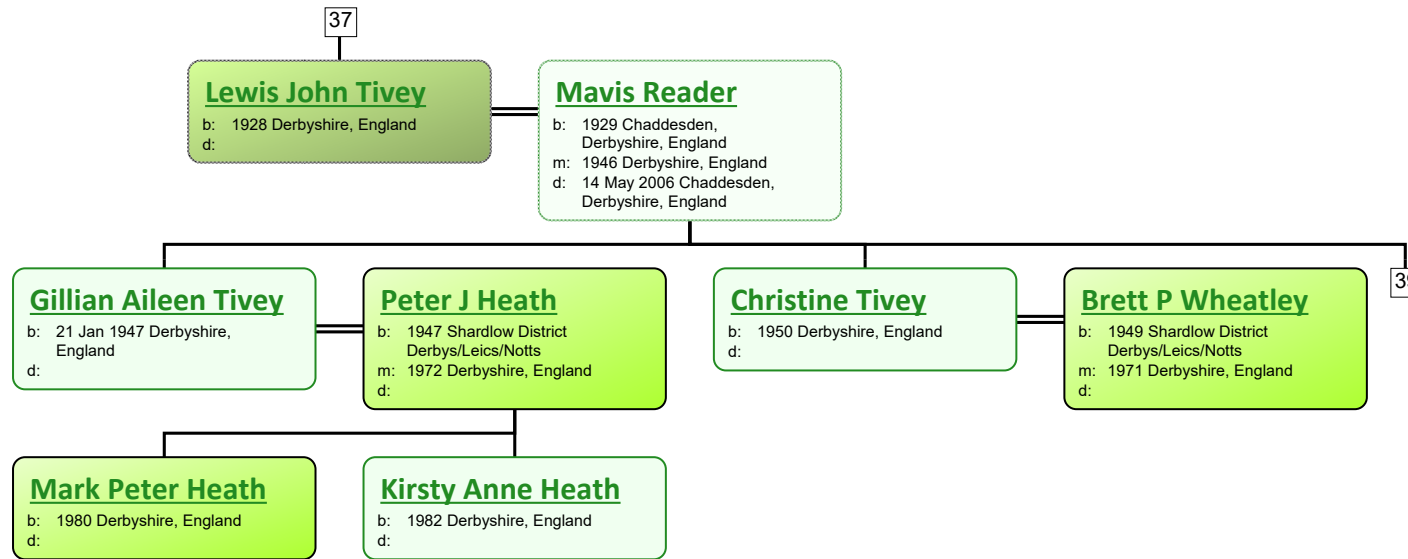 37
Lewis John Tivey
b: 1928 Derbyshire, England
d:
Mavis Reader
b: 1929 Chaddesden,
Derbyshire, England
m: 1946 Derbyshire, England
d: 14 May 2006 Chaddesden,
Derbyshire, England
Gillian Aileen Tivey
b: 21 Jan 1947 Derbyshire,
England
d:
Peter J Heath
b: 1947 Shardlow District
Derbys/Leics/Notts
m: 1972 Derbyshire, England
d:
Christine Tivey
b: 1950 Derbyshire, England
d:
Brett P Wheatley
b: 1949 Shardlow District
Derbys/Leics/Notts
m: 1971 Derbyshire, England
d:
Mark Peter Heath
b: 1980 Derbyshire, England
d:
Kirsty Anne Heath
b: 1982 Derbyshire, England
d: